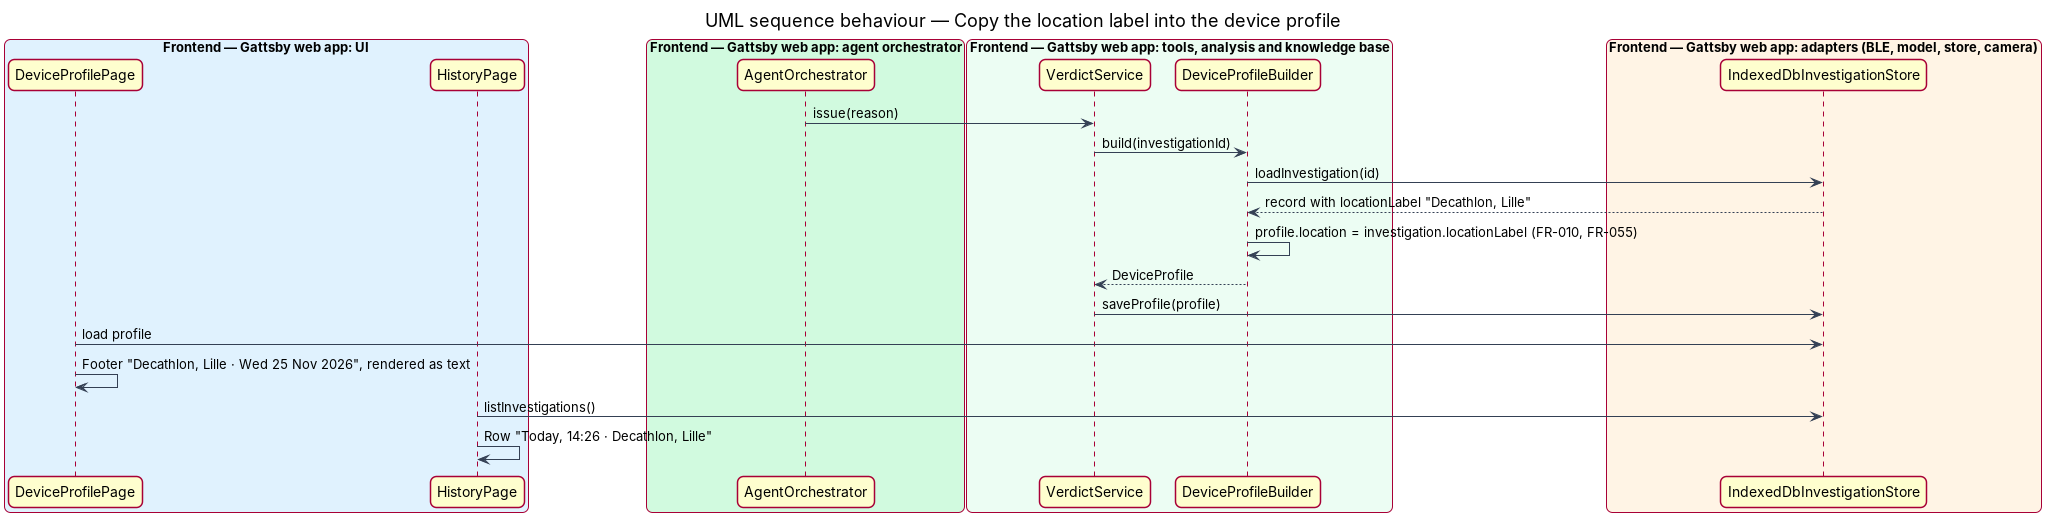 UML sequence behaviour — Copy the location label into the device profile
Frontend — Gattsby web app: UI
Frontend — Gattsby web app: agent orchestrator
Frontend — Gattsby web app: tools, analysis and knowledge base
Frontend — Gattsby web app: adapters (BLE, model, store, camera)
DeviceProfilePage
HistoryPage
AgentOrchestrator
VerdictService
DeviceProfileBuilder
IndexedDbInvestigationStore
issue(reason)
build(investigationId)
loadInvestigation(id)
record with locationLabel "Decathlon, Lille"
profile.location = investigation.locationLabel (FR-010, FR-055)
DeviceProfile
saveProfile(profile)
load profile
Footer "Decathlon, Lille · Wed 25 Nov 2026", rendered as text
listInvestigations()
Row "Today, 14:26 · Decathlon, Lille"
DeviceProfilePage
HistoryPage
AgentOrchestrator
VerdictService
DeviceProfileBuilder
IndexedDbInvestigationStore